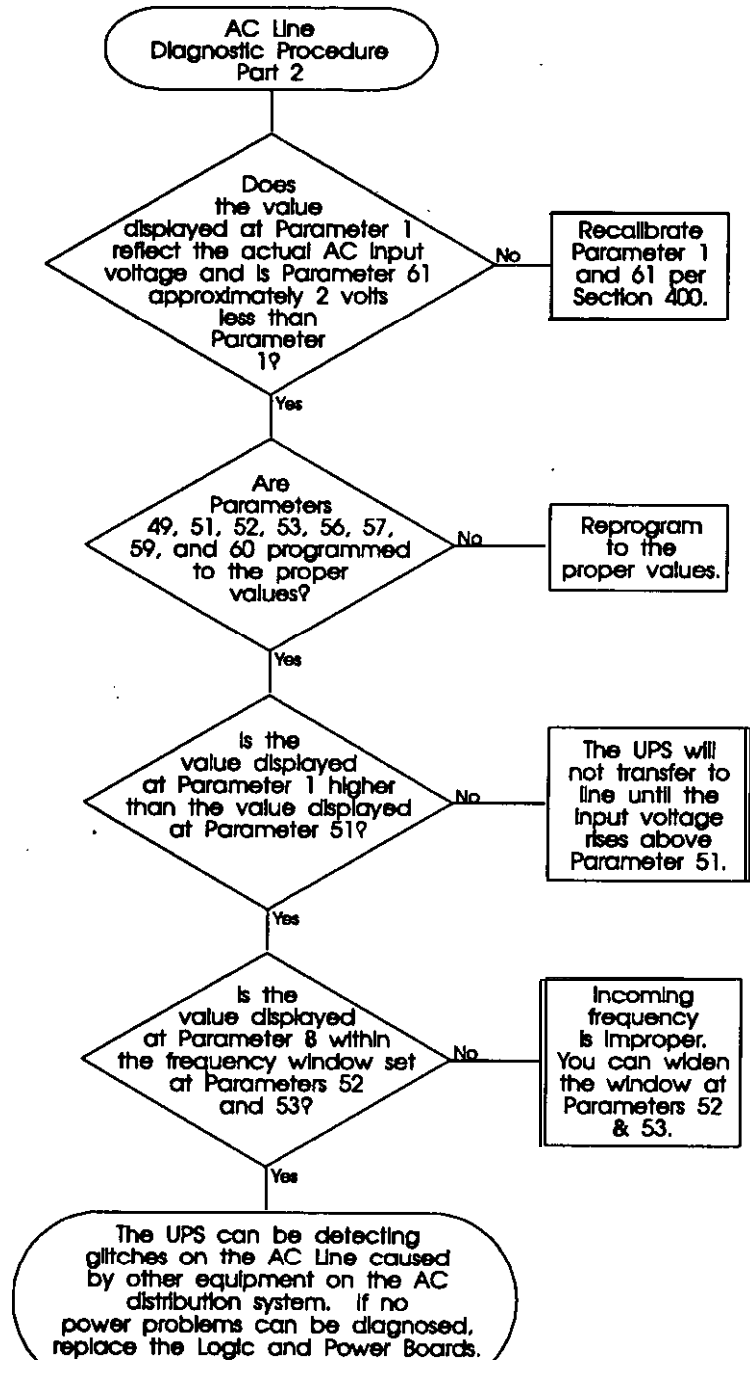 AC Line
Diagnostic Procedure
Part 2
Does
the value
displayed at Parameter 1
reflect the actual AC input
voltage and is Parameter 61
approximately 2 volts
less than
Parameter
1?
No
Recalibrate
Parameter 1
and 61 per
Section 400.
Yes
Are
Parameters
49, 51, 52, 53, 56, 57,
59, and 60 programmed
to the proper
values?
No
Reprogram
to the
proper values.
Yes
Is the
value displayed
at Parameter 1 higher
than the value displayed
at Parameter 51?
No
The UPS will
not transfer to
line until the
input voltage
rises above
Parameter 51.
Yes
Is the
value displayed
at Parameter 8 within
the frequency window set
at Parameters 52
and 53?
No
Incoming
frequency
is improper.
You can widen
the window at
Parameters 52
& 53.
Yes
The UPS can be detecting
glitches on the AC Line caused
by other equipment on the AC
distribution system. If no
power problems can be diagnosed,
replace the Logic and Power Boards.